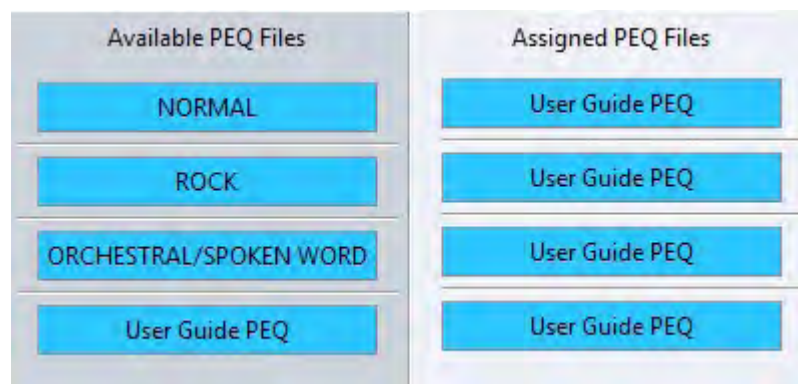 Available PEQ Files
NORMAL
ROCK
ORCHESTRAL/SPOKEN WORD
User Guide PEQ
Assigned PEQ Files
User Guide PEQ
User Guide PEQ
User Guide PEQ
User Guide PEQ